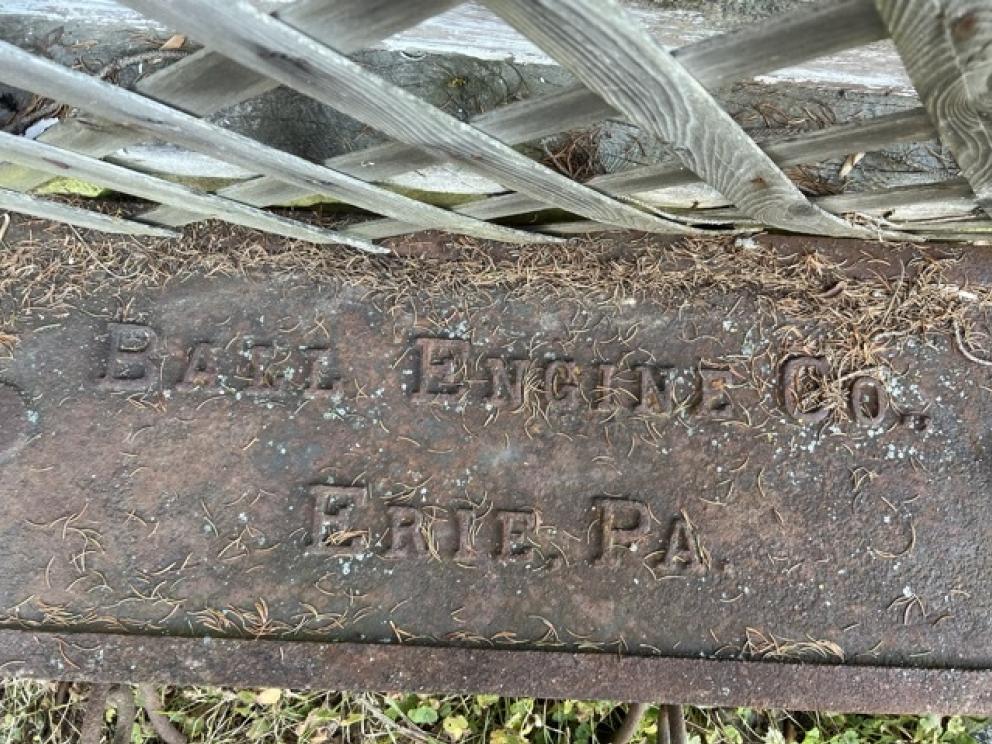 Ball Engine Co.
Erie, Pa.